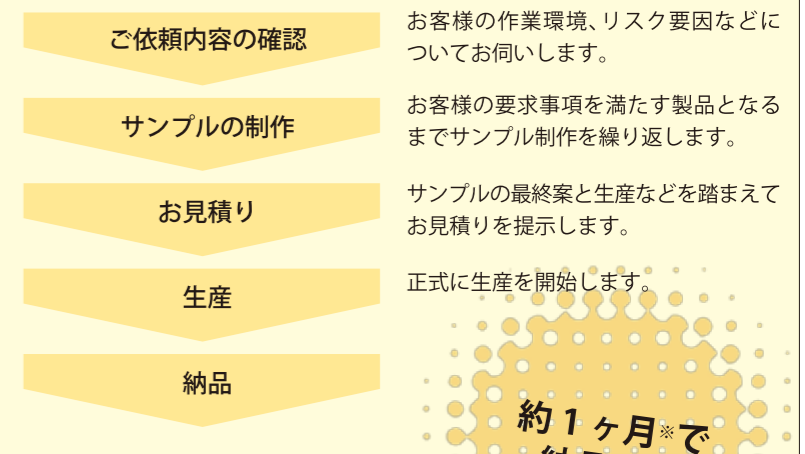 ご依頼内容の確認
お客様の作業環境、リスク要因などに
ついてお伺いします。
サンプルの制作
お客様の要求事項を満たす製品となる
までサンプル制作を繰り返します。
お見積り
サンプルの最終案と生産などを踏まえて
お見積りを提示します。
生産
正式に生産を開始します。
納品
約1ヶ月※で